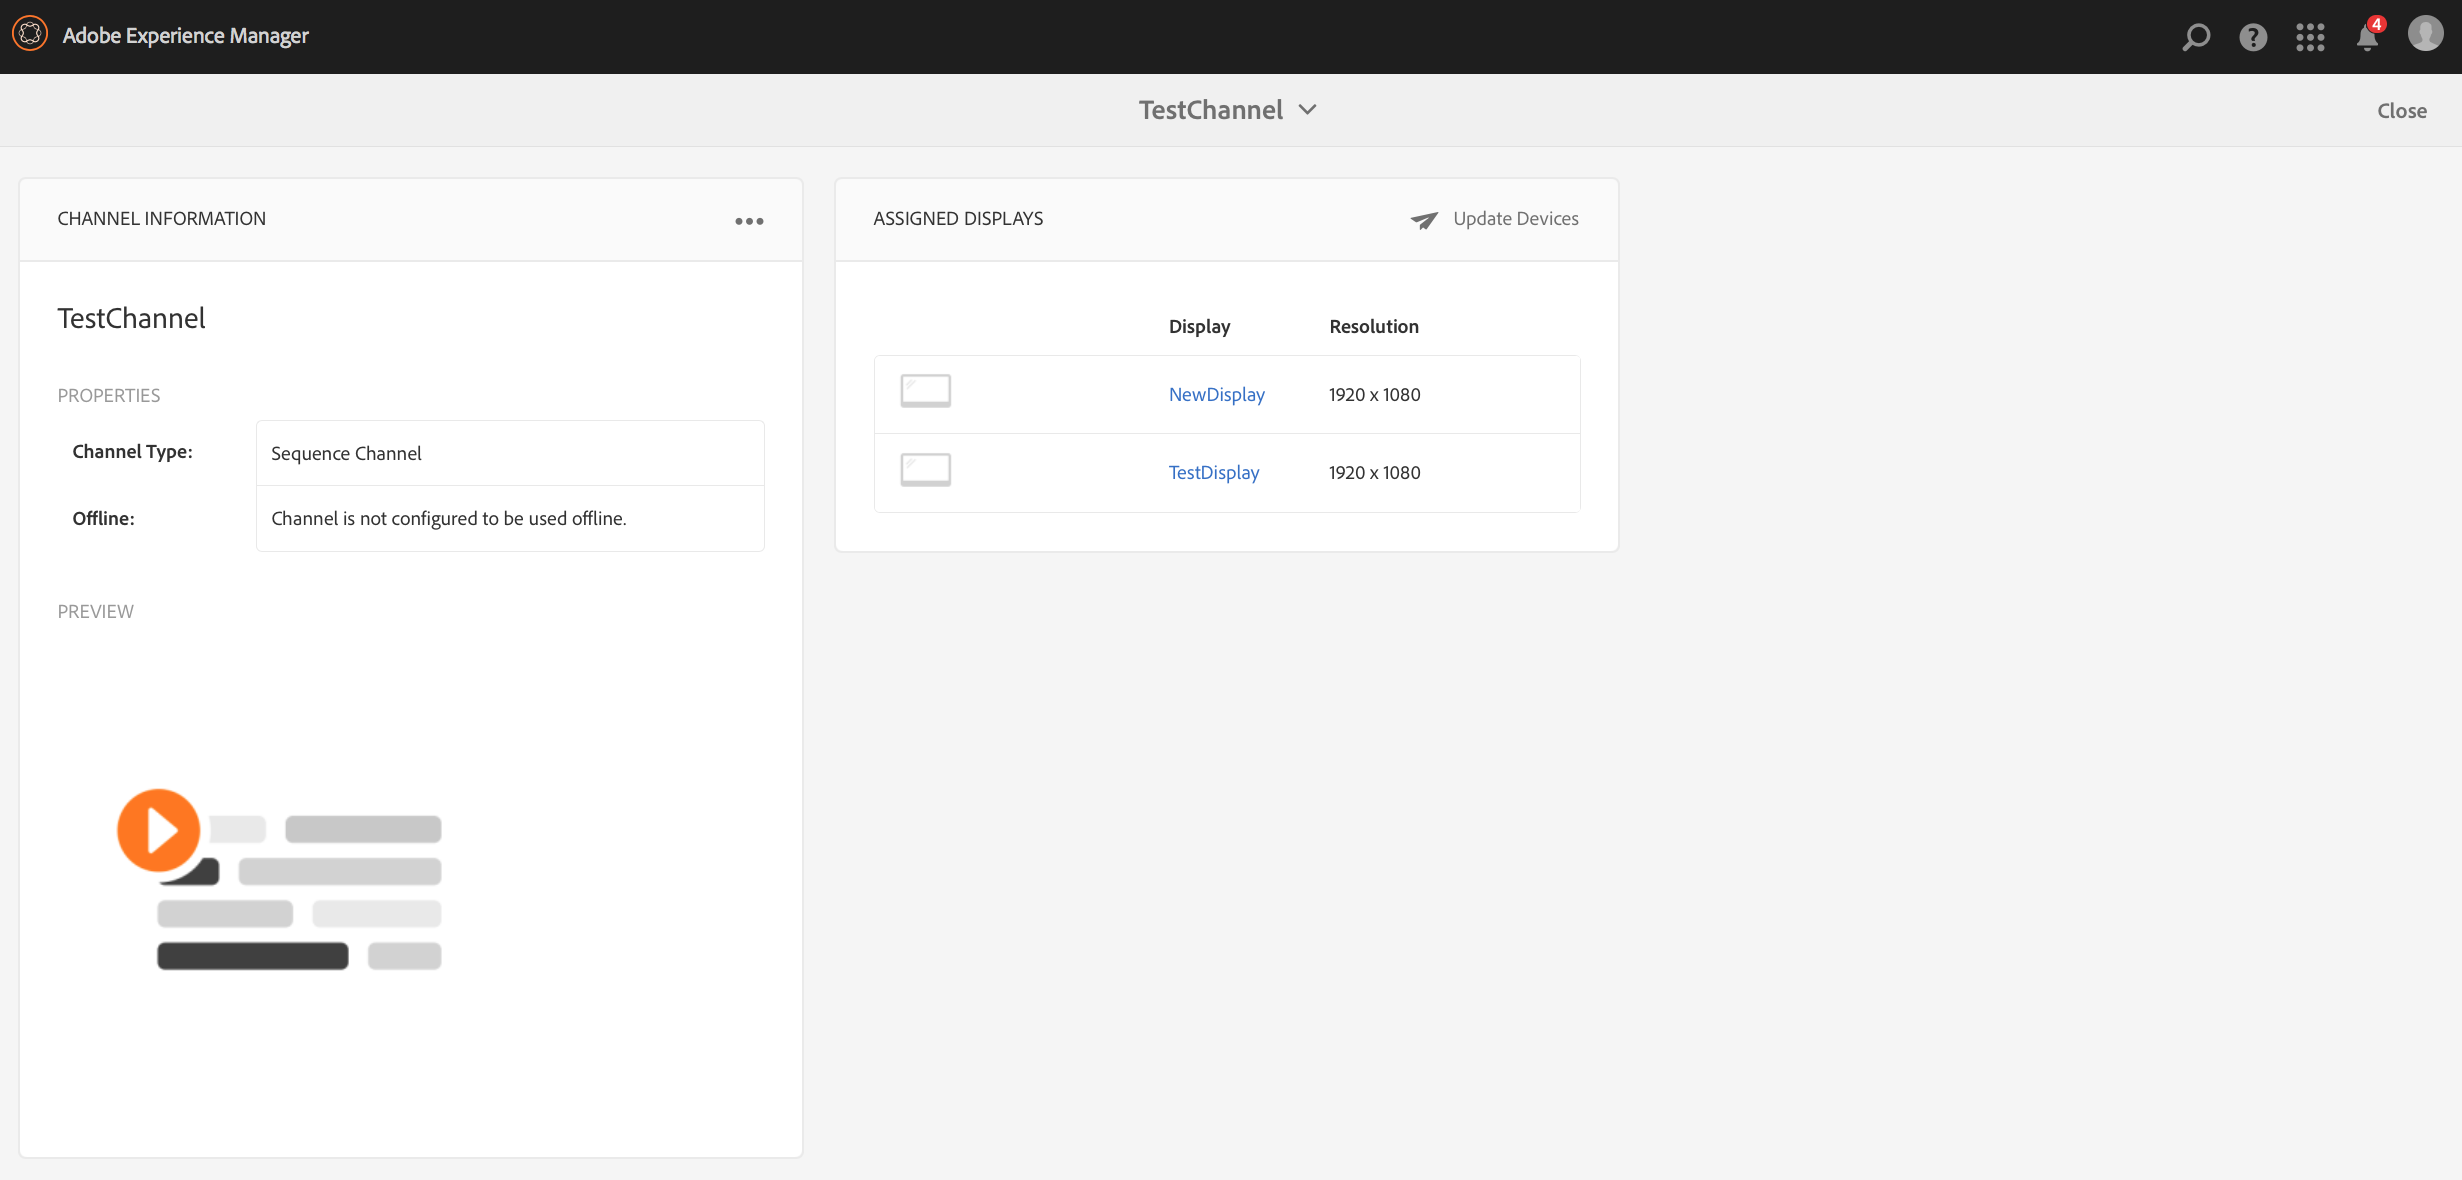 Adobe Experience Manager
4
TestChannel
Close
CHANNEL INFORMATION
TestChannel
PROPERTIES
Channel Type:
Sequence Channel
Offline:
Channel is not configured to be used offline.
PREVIEW
ASSIGNED DISPLAYS
Update Devices
Display Resolution
NewDisplay 1920 x 1080
TestDisplay 1920 x 1080